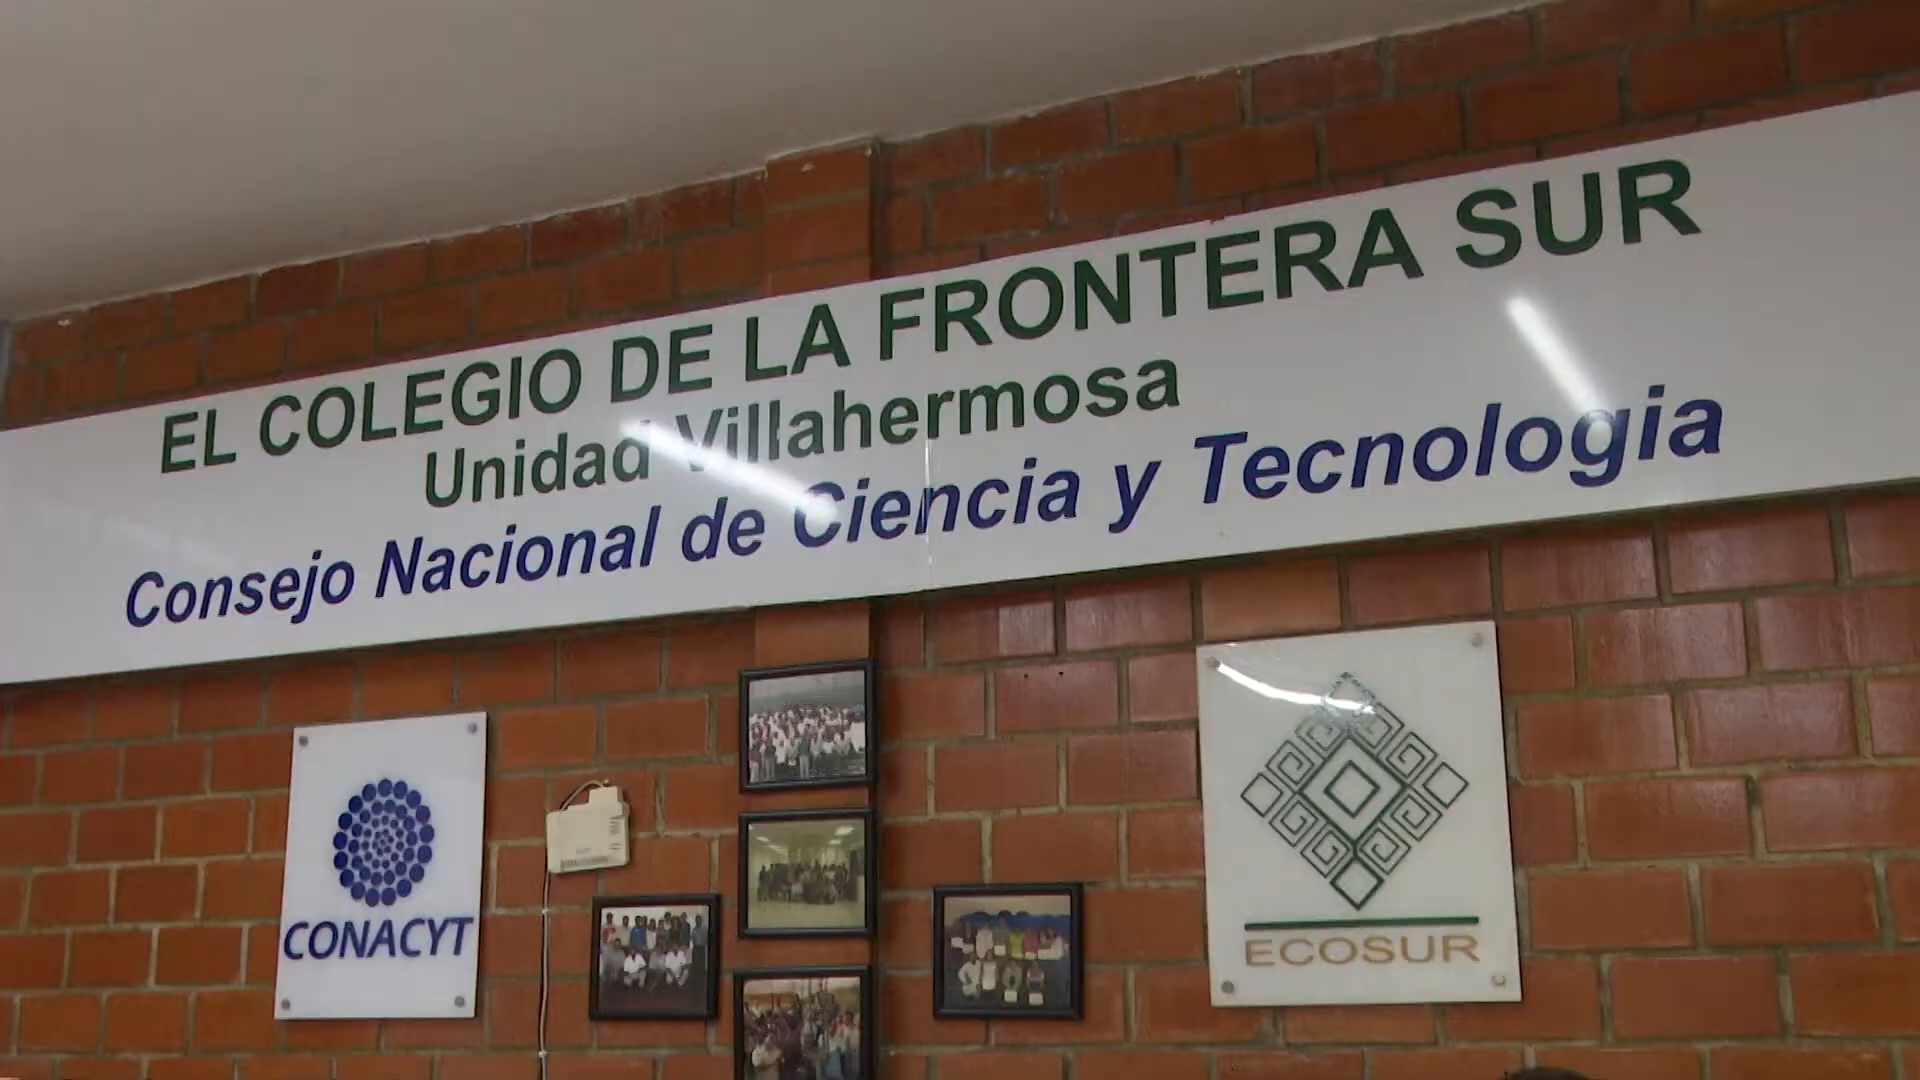 EL COLEGIO DE LA FRONTERA SUR
Unidad Villahermosa
Consejo Nacional de Ciencia y Tecnologia
CONACYT
ECOSUR